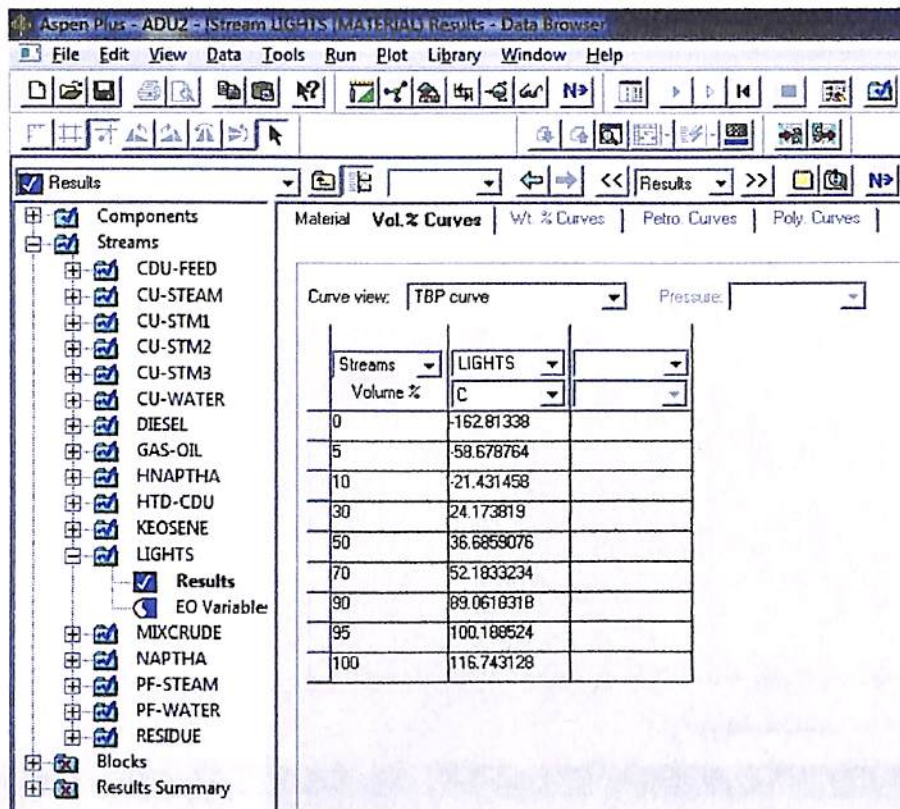 Aspen Plus - ADU2 - [Stream LIGHTS (MATERIAL) Results - Data Browser]
File Edit View Data Tools Run Plot Library Window Help
N>
Results
Results
<<
>>
N>
Components
Streams
CDU-FEED
CU-STEAM
CU-STM1
CU-STM2
CU-STM3
CU-WATER
DIESEL
GAS-OIL
HNAPTHA
HTD-CDU
KEOSENE
LIGHTS
Results
EO Variable
MIXCRUDE
NAPTHA
PF-STEAM
PF-WATER
RESIDUE
Blocks
Results Summary
Material Vol.% Curves Wt. % Curves Petro. Curves Poly. Curves
Curve view: TBP curve Pressure:
Streams LIGHTS
Volume % C
0 -162.81338
5 -58.678764
10 -21.431458
30 24.173819
50 36.6859076
70 52.1833234
90 89.0618318
95 100.188524
100 116.743128